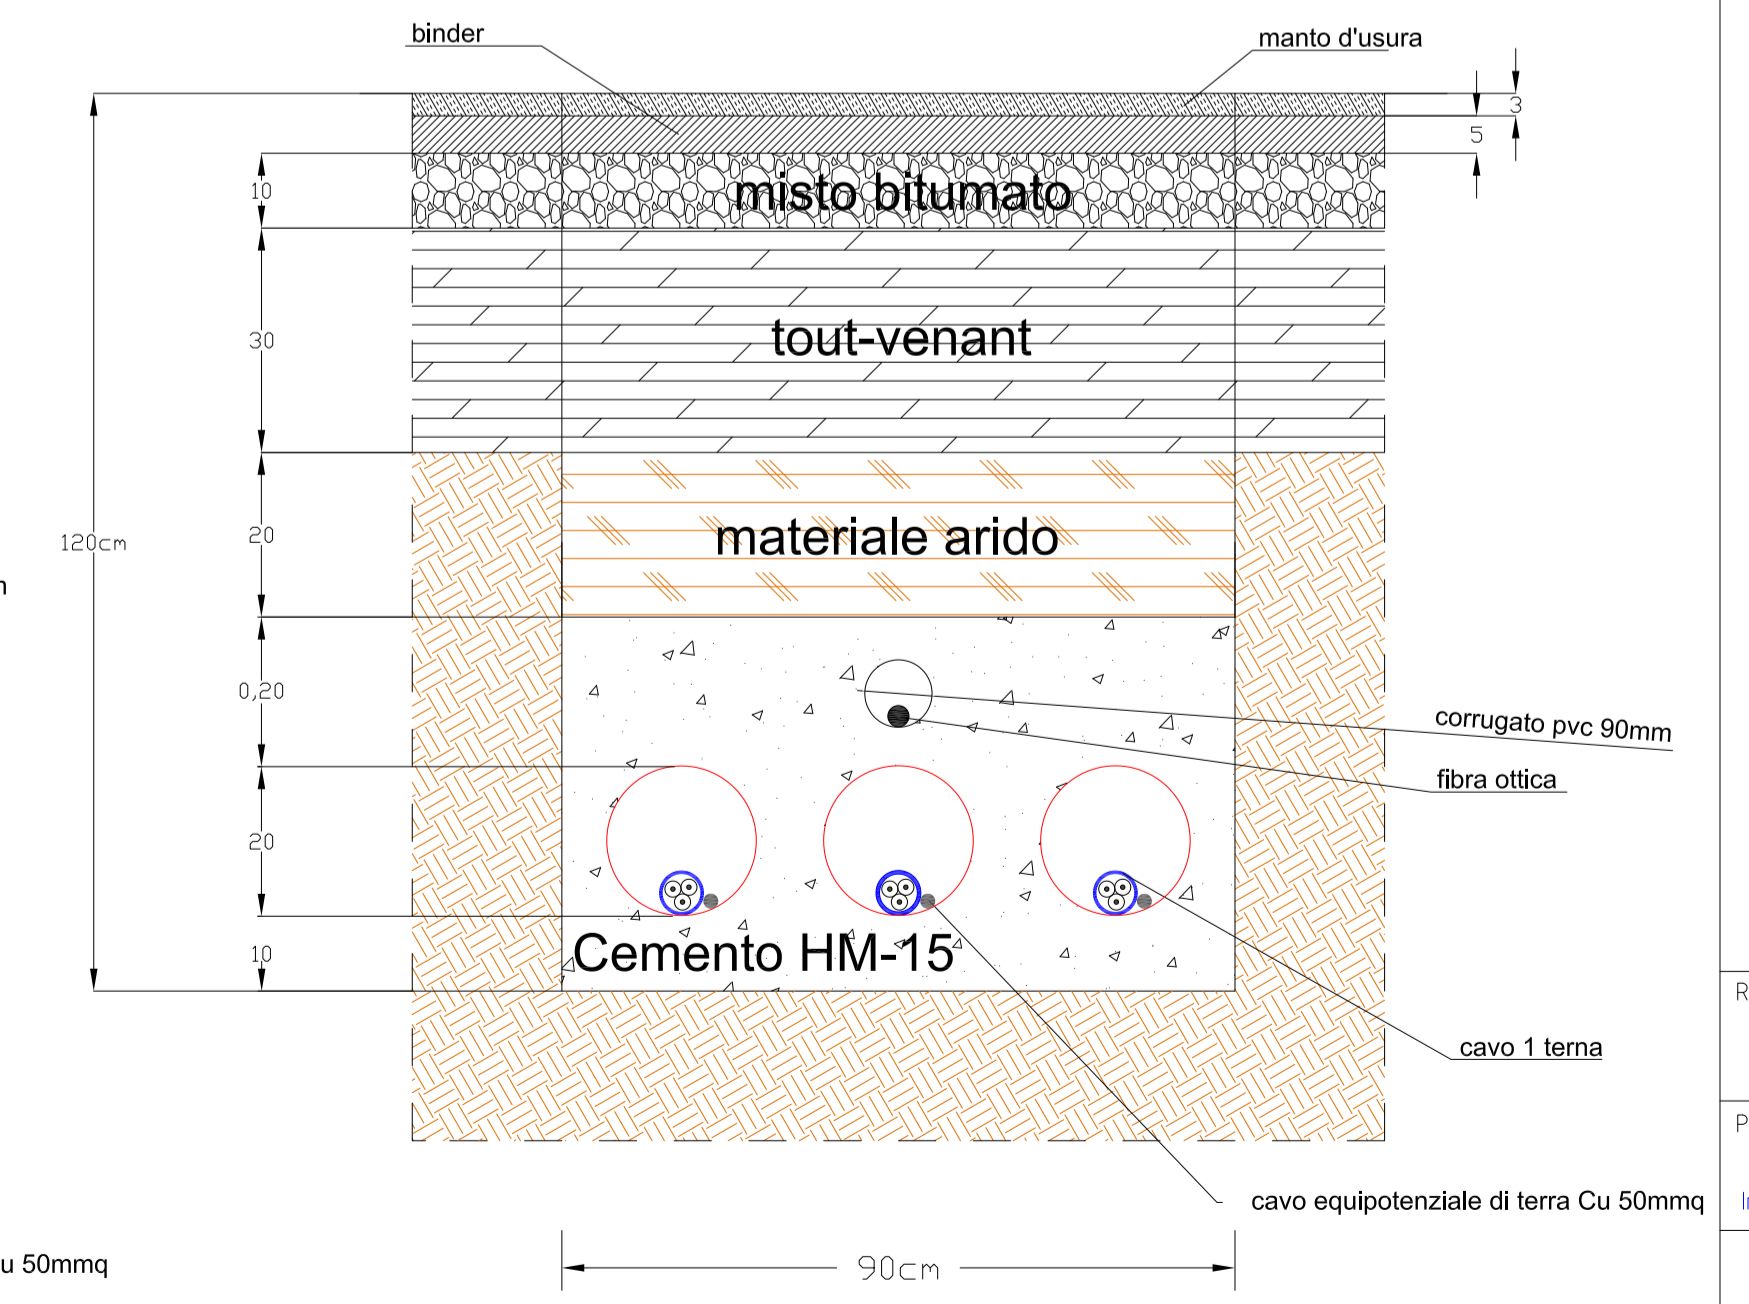 binder
manto d'usura
3
5
10
misto bitumato
30
tout-venant
20
materiale arido
120cm
0,20
corrugato pvc 90mm
fibra ottica
20
10
Cemento HM-15
cavo 1 terna
cavo equipotenziale di terra Cu 50mmq
u 50mmq
90cm
R
P